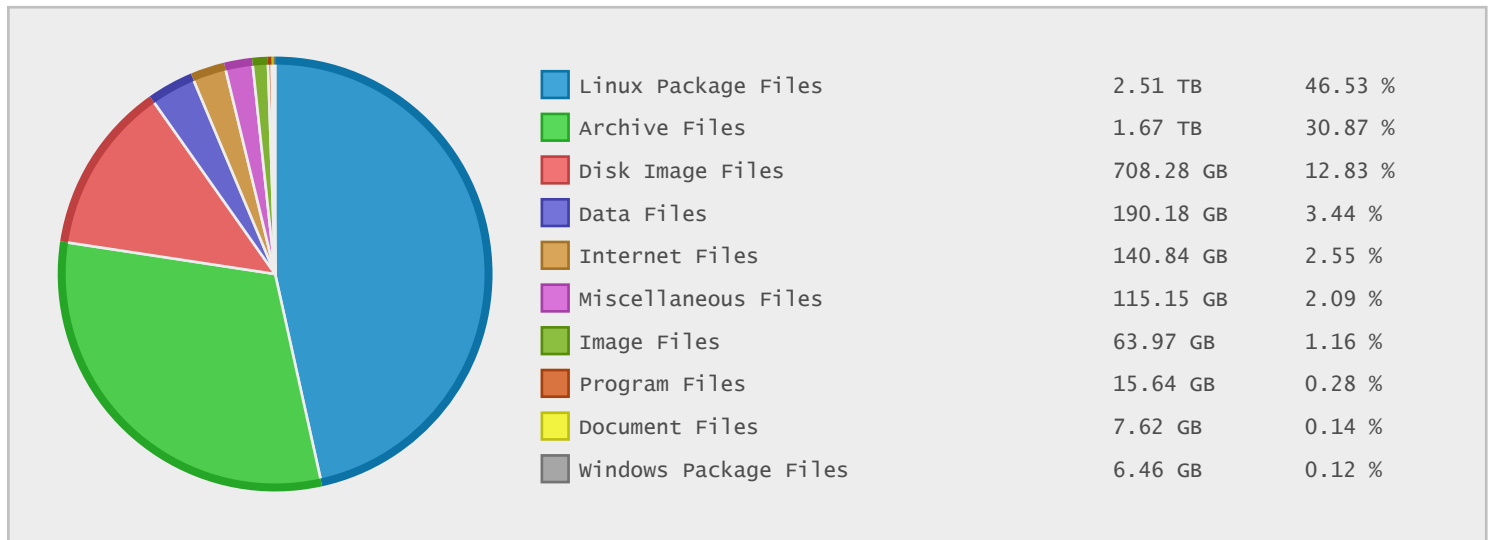 Linux Package Files 2.51 TB 46.53 %
Archive Files 1.67 TB 30.87 %
Disk Image Files 708.28 GB 12.83 %
Data Files 190.18 GB 3.44 %
Internet Files 140.84 GB 2.55 %
Miscellaneous Files 115.15 GB 2.09 %
Image Files 63.97 GB 1.16 %
Program Files 15.64 GB 0.28 %
Document Files 7.62 GB 0.14 %
Windows Package Files 6.46 GB 0.12 %